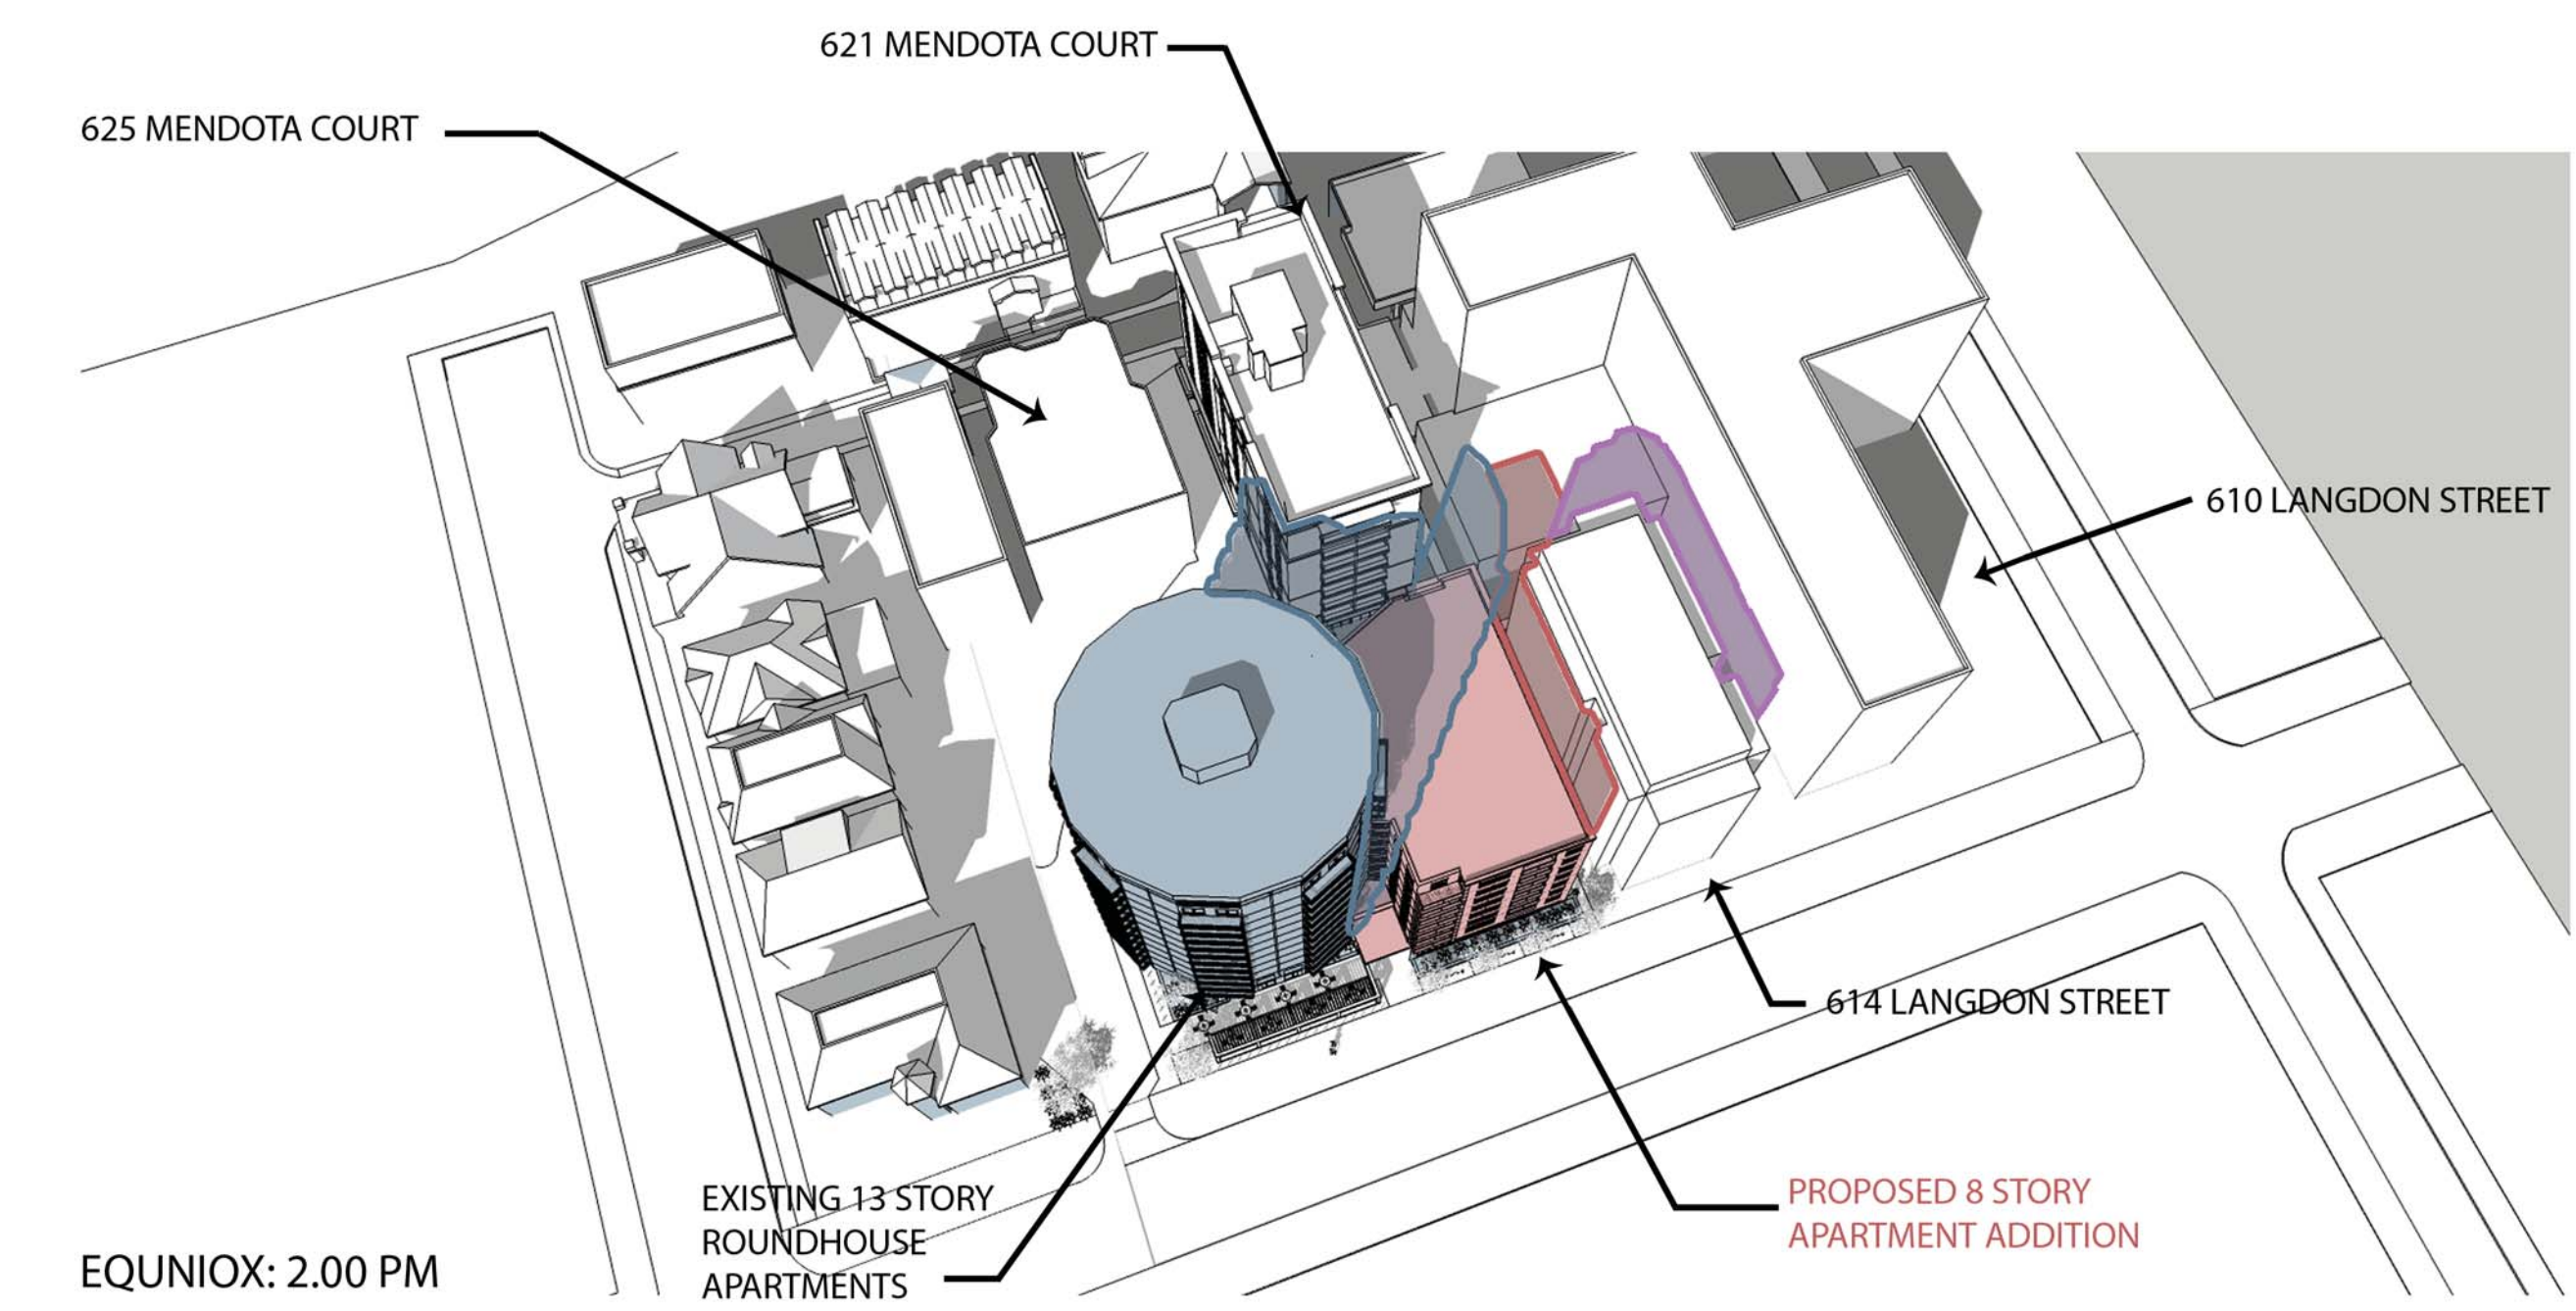 621 MENDOTA COURT
625 MENDOTA COURT
610 LANGDON STREET
614 LANGDON STREET
EXISTING 13 STORY
ROUNDHOUSE
APARTMENTS
PROPOSED 8 STORY
APARTMENT ADDITION
EQUNIOX: 2.00 PM